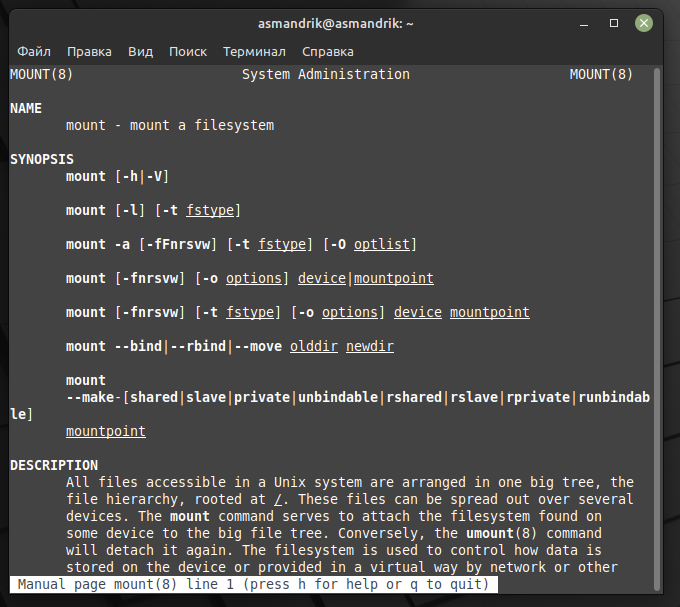 asmandrik@asmandrik: ~
Файл Правка Вид Поиск Терминал Справка
MOUNT(8) System Administration MOUNT(8)
NAME
mount - mount a filesystem
SYNOPSIS
mount [-h|-V]
mount [-l] [-t fstype]
mount -a [-fFnrsvw] [-t fstype] [-O optlist]
mount [-fnrsvw] [-o options] device|mountpoint
mount [-fnrsvw] [-t fstype] [-o options] device mountpoint
mount --bind|--rbind|--move olddir newdir
mount
--make-[shared|slave|private|unbindable|rshared|rslave|rprivate|runbindab
le]
mountpoint
DESCRIPTION
All files accessible in a Unix system are arranged in one big tree, the
file hierarchy, rooted at /. These files can be spread out over several
devices. The mount command serves to attach the filesystem found on
some device to the big file tree. Conversely, the umount(8) command
will detach it again. The filesystem is used to control how data is
stored on the device or provided in a virtual way by network or other
Manual page mount(8) line 1 (press h for help or q to quit)